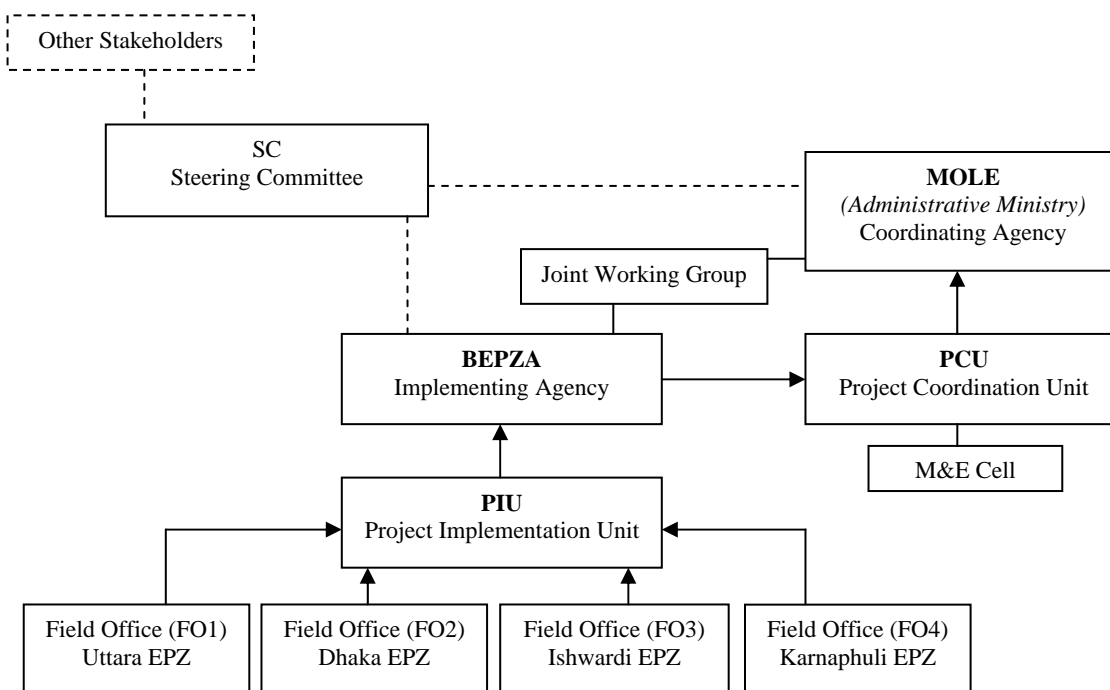 Other Stakeholders
SC
Steering Committee
MOLE
(Administrative Ministry)
Coordinating Agency
Joint Working Group
BEPZA
Implementing Agency
PCU
Project Coordination Unit
M&E Cell
PIU
Project Implementation Unit
Field Office (FO1)
Uttara EPZ
Field Office (FO2)
Dhaka EPZ
Field Office (FO3)
Ishwardi EPZ
Field Office (FO4)
Karnaphuli EPZ